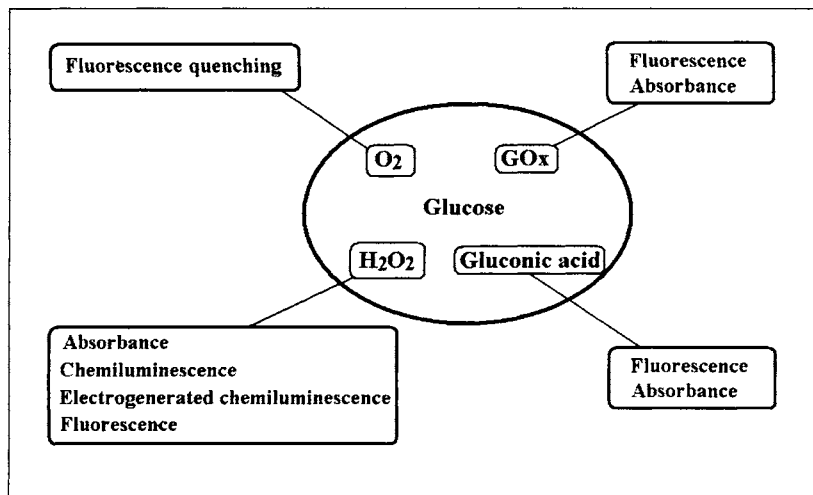 Fluorescence quenching
Fluorescence
Absorbance
O2
GOx
Glucose
H2O2
Gluconic acid
Absorbance
Chemiluminescence
Electrogenerated chemiluminescence
Fluorescence
Fluorescence
Absorbance